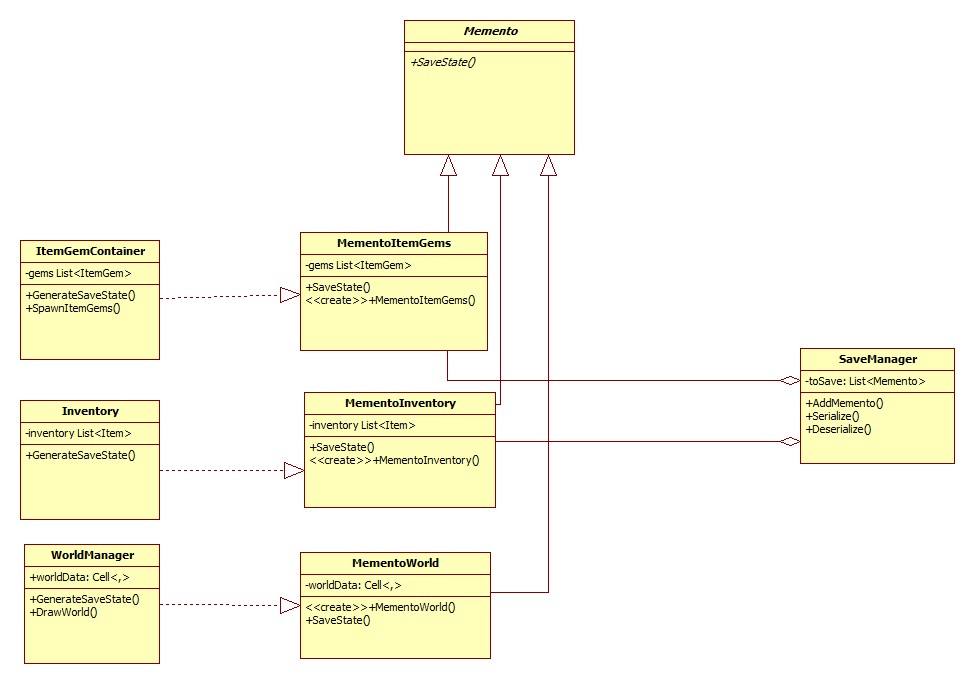 Memento
+SaveState()
ItemGemContainer
-gems List<ItemGem>
+GenerateSaveState()
+SpawnItemGems()
MementoItemGems
-gems List<ItemGem>
+SaveState()
<<create>>+MementoItemGems()
SaveManager
-toSave: List<Memento>
+AddMemento()
+Serialize()
+Deserialize()
Inventory
-inventory List<Item>
+GenerateSaveState()
MementoInventory
-inventory List<Item>
+SaveState()
<<create>>+MementoInventory()
WorldManager
+worldData: Cell<,>
+GenerateSaveState()
+DrawWorld()
MementoWorld
-worldData: Cell<,>
<<create>>+MementoWorld()
+SaveState()